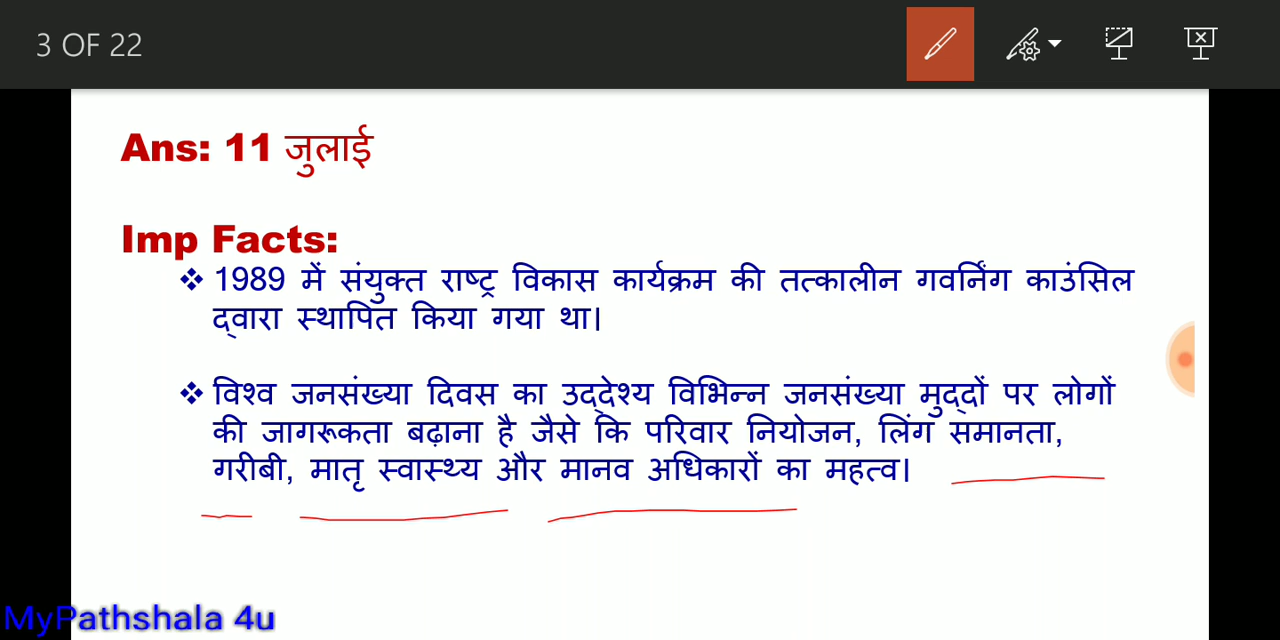 3 OF 22
Ans: 11 जुलाई
Imp Facts:
❖ 1989 में संयुक्त राष्ट्र विकास कार्यक्रम की तत्कालीन गवर्निंग काउंसिल
द्वारा स्थापित किया गया था।
❖ विश्व जनसंख्या दिवस का उद्देश्य विभिन्न जनसंख्या मुद्दों पर लोगों
की जागरूकता बढ़ाना है जैसे कि परिवार नियोजन, लिंग समानता,
गरीबी, मातृ स्वास्थ्य और मानव अधिकारों का महत्व।
MyPathshala 4u